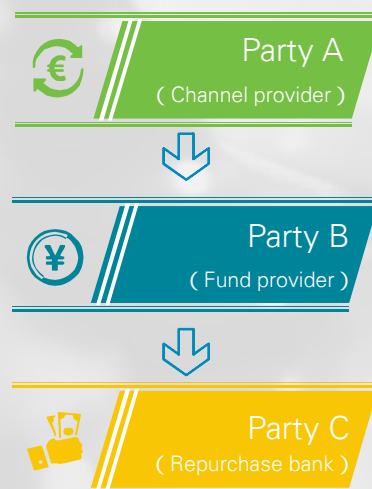 Party A
( Channel provider )
Party B
( Fund provider )
Party C
( Repurchase bank )